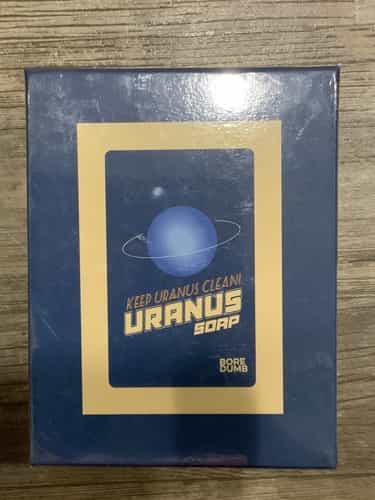 KEEP URANUS CLEAN!
URANUS
SOAP
BORE
DUMB